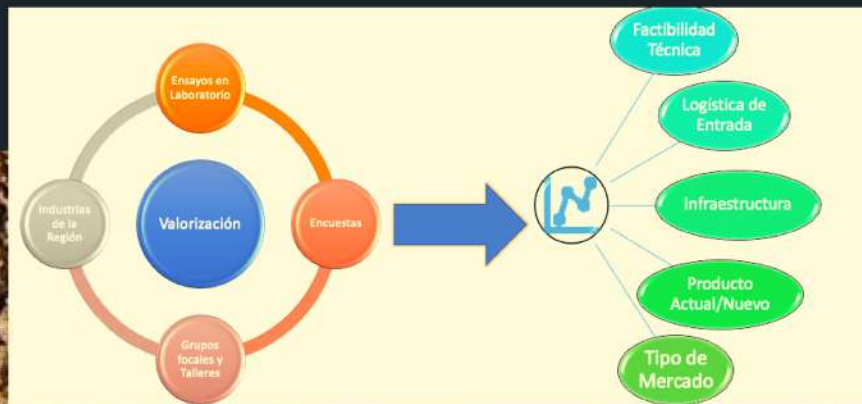 Ensayos en
Laboratorio
Industrias
de la
Región
Valorización
Encuestas
Grupos
focales y
Talleres
Factibilidad
Técnica
Logística de
Entrada
Infraestructura
Producto
Actual/Nuevo
Tipo de
Mercado